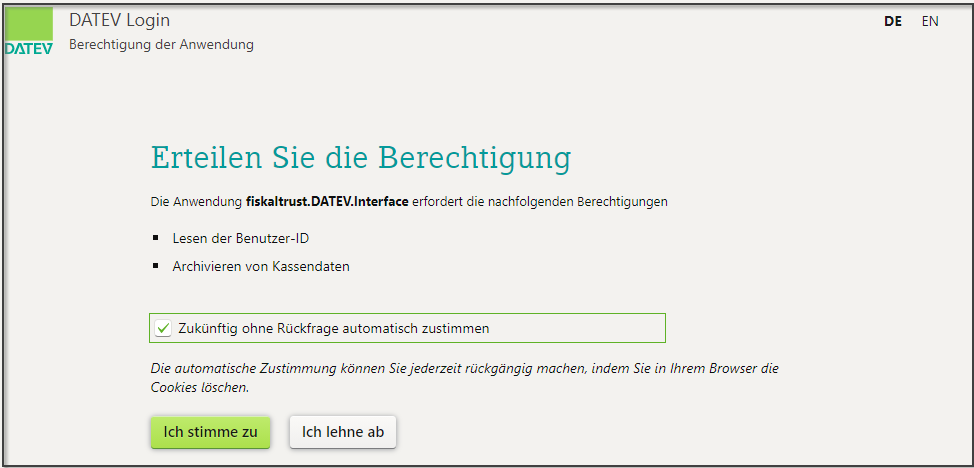 DATEV Login
DE EN
DATEV
Berechtigung der Anwendung
Erteilen Sie die Berechtigung
Die Anwendung fiskaltrust.DATEV.Interface erfordert die nachfolgenden Berechtigungen
Lesen der Benutzer-ID
Archivieren von Kassendaten
Zukünftig ohne Rückfrage automatisch zustimmen
Die automatische Zustimmung können Sie jederzeit rückgängig machen, indem Sie in Ihrem Browser die
Cookies löschen.
Ich stimme zu Ich lehne ab